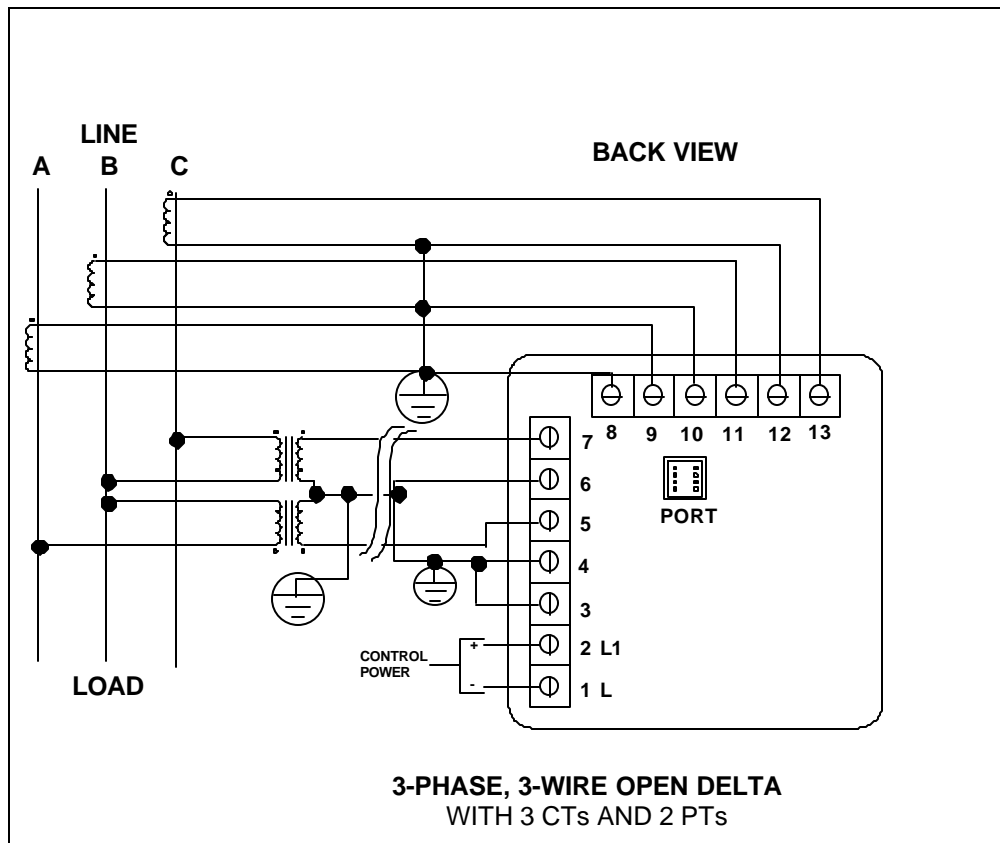 LINE
A B C
BACK VIEW
8 9 10 11 12 13
7
6
PORT
5
4
3
CONTROL
POWER
+
2 L1
-
1 L
LOAD
3-PHASE, 3-WIRE OPEN DELTA
WITH 3 CTs AND 2 PTs